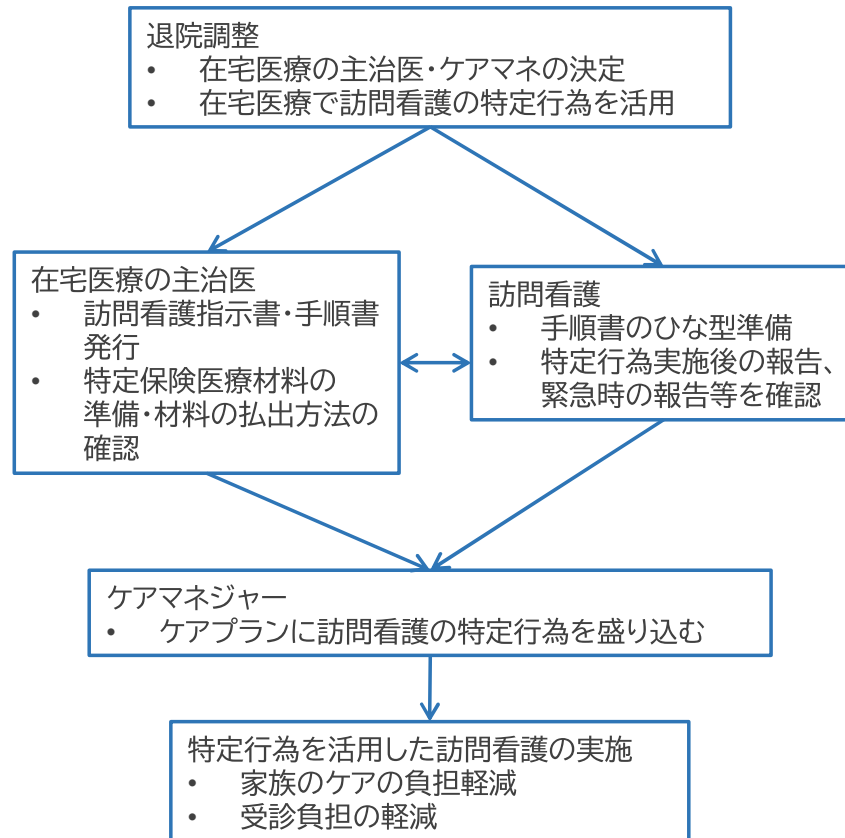 退院調整
• 在宅医療の主治医・ケアマネの決定
• 在宅医療で訪問看護の特定行為を活用
在宅医療の主治医
• 訪問看護指示書・手順書
発行
• 特定保険医療材料の
準備・材料の払出方法の
確認
訪問看護
• 手順書のひな型準備
• 特定行為実施後の報告、
緊急時の報告等を確認
ケアマネジャー
• ケアプランに訪問看護の特定行為を盛り込む
特定行為を活用した訪問看護の実施
• 家族のケアの負担軽減
• 受診負担の軽減